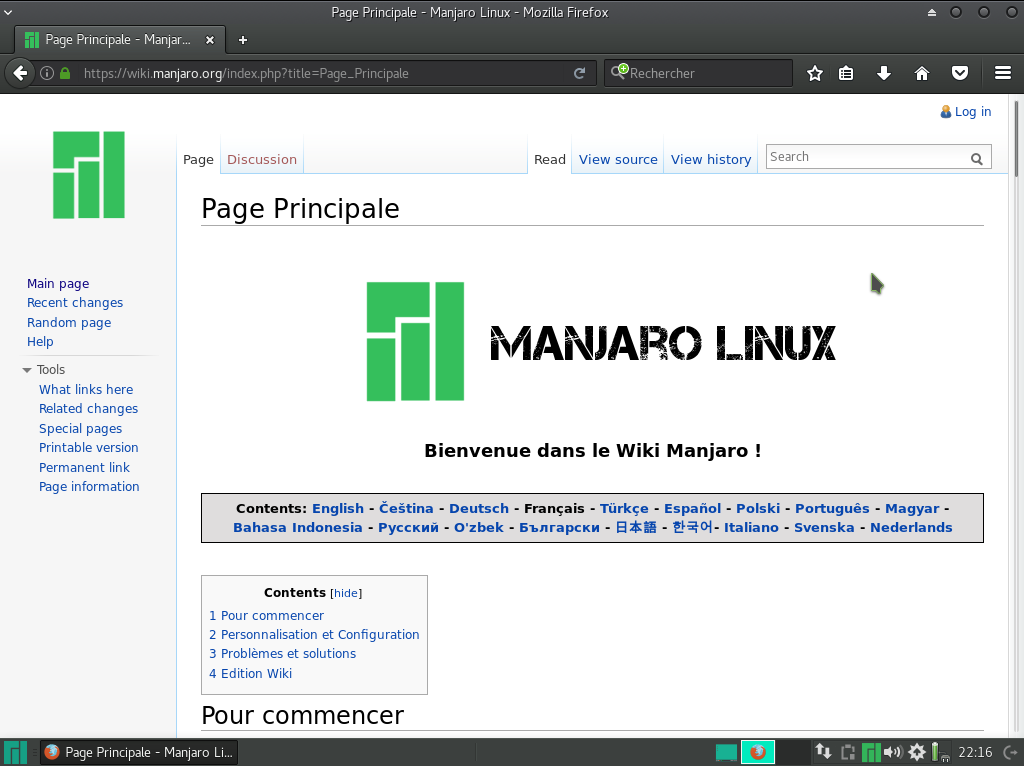 Page Principale - Manjaro Linux - Mozilla Firefox
Page Principale - Manjar...
https://wiki.manjaro.org/index.php?title=Page_Principale
Rechercher
Log in
Page
Discussion
Read
View source
View history
Search
Page Principale
Main page
Recent changes
Random page
Help
Tools
What links here
Related changes
Special pages
Printable version
Permanent link
Page information
MANJARO LINUX
Bienvenue dans le Wiki Manjaro !
Contents: English - Čeština - Deutsch - Français - Türkçe - Español - Polski - Português - Magyar -
Bahasa Indonesia - Русский - O'zbek - Български - 日本語 - 한국어- Italiano - Svenska - Nederlands
Contents [hide]
1 Pour commencer
2 Personnalisation et Configuration
3 Problèmes et solutions
4 Edition Wiki
Pour commencer
Page Principale - Manjaro Li...
22:16